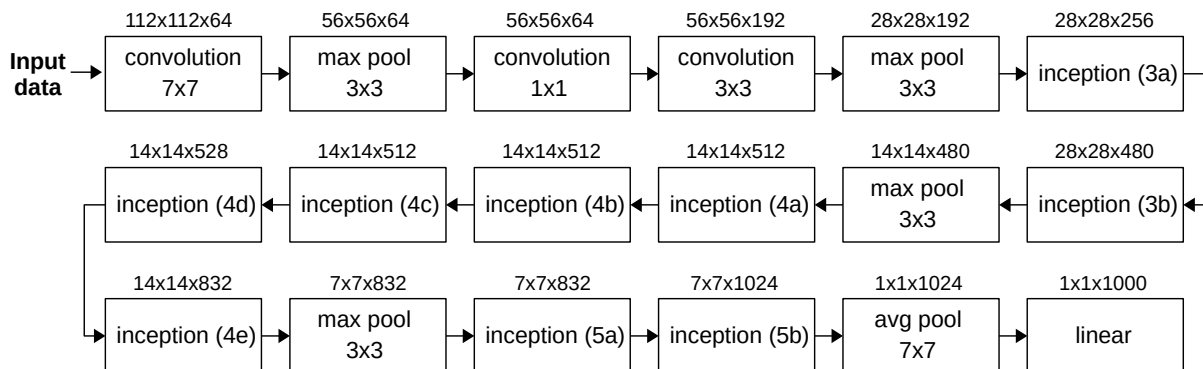 112x112x64 56x56x64 56x56x64 56x56x192 28x28x192 28x28x256
Input data
convolution 7x7
max pool 3x3
convolution 1x1
convolution 3x3
max pool 3x3
inception (3a)
14x14x528 14x14x512 14x14x512 14x14x512 14x14x480 28x28x480
inception (4d) inception (4c) inception (4b) inception (4a) max pool 3x3 inception (3b)
14x14x832 7x7x832 7x7x832 7x7x1024 1x1x1024 1x1x1000
inception (4e) max pool 3x3 inception (5a) inception (5b) avg pool 7x7 linear